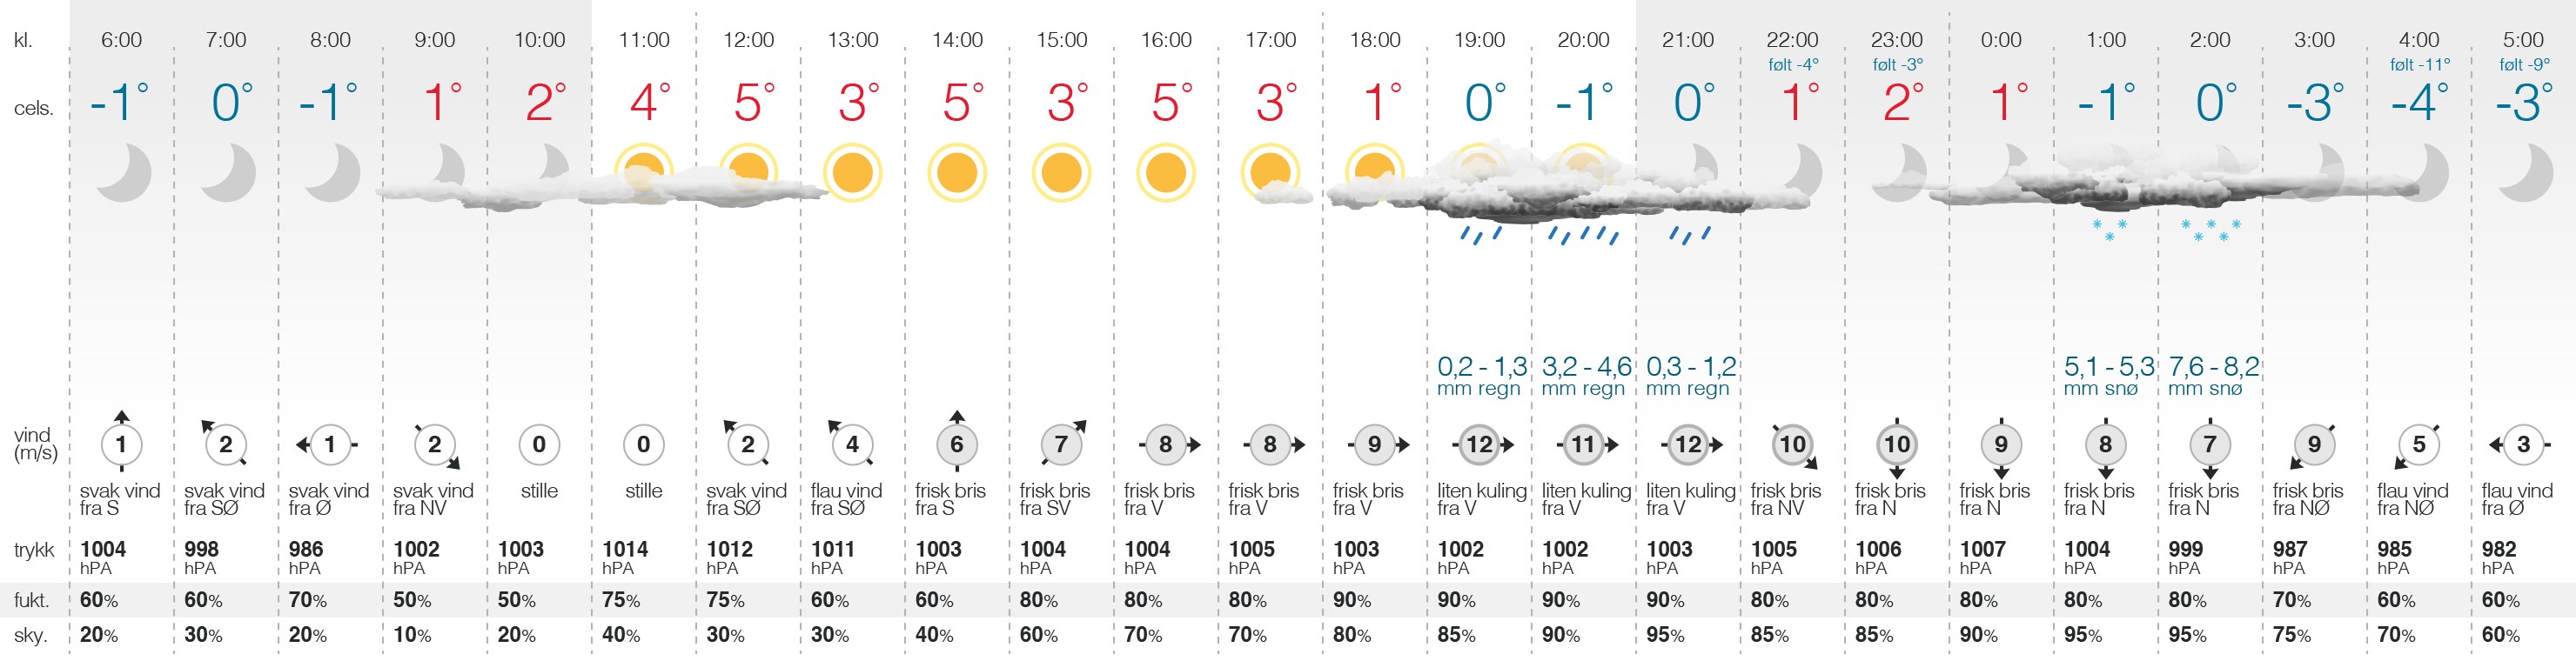 kl. 6:00 7:00 8:00 9:00 10:00 11:00 12:00 13:00 14:00 15:00 16:00 17:00 18:00 19:00 20:00 21:00 22:00 23:00 0:00 1:00 2:00 3:00 4:00 5:00
følt -4° følt -3° følt -11° følt -9°
cels. -1° 0° -1° 1° 2° 4° 5° 3° 5° 3° 5° 3° 1° 0° -1° 0° 1° 2° 1° -1° 0° -3° -4° -3°
0,2 - 1,3 3,2 - 4,6 0,3 - 1,2 5,1 - 5,3 7,6 - 8,2
mm regn mm regn mm regn mm snø mm snø
vind
(m/s) 1 2 1 2 0 0 2 4 6 7 8 8 9 12 11 12 10 10 9 8 7 9 5 3
svak vind svak vind svak vind svak vind stille stille svak vind flau vind frisk bris frisk bris frisk bris frisk bris frisk bris liten kuling liten kuling liten kuling frisk bris frisk bris frisk bris frisk bris frisk bris frisk bris flau vind flau vind
fra S fra SØ fra Ø fra NV fra SØ fra SØ fra S fra SV fra V fra V fra V fra V fra V fra V fra NV fra N fra N fra N fra N fra NØ fra NØ fra Ø
trykk 1004 998 986 1002 1003 1014 1012 1011 1003 1004 1004 1005 1003 1002 1002 1003 1005 1006 1007 1004 999 987 985 982
hPA hPA hPA hPA hPA hPA hPA hPA hPA hPA hPA hPA hPA hPA hPA hPA hPA hPA hPA hPA hPA hPA hPA hPA
fukt. 60% 60% 70% 50% 50% 75% 75% 60% 60% 80% 80% 80% 90% 90% 90% 90% 80% 80% 80% 80% 80% 70% 60% 60%
sky. 20% 30% 20% 10% 20% 40% 30% 30% 40% 60% 70% 70% 80% 85% 90% 95% 85% 85% 90% 95% 95% 75% 70% 60%